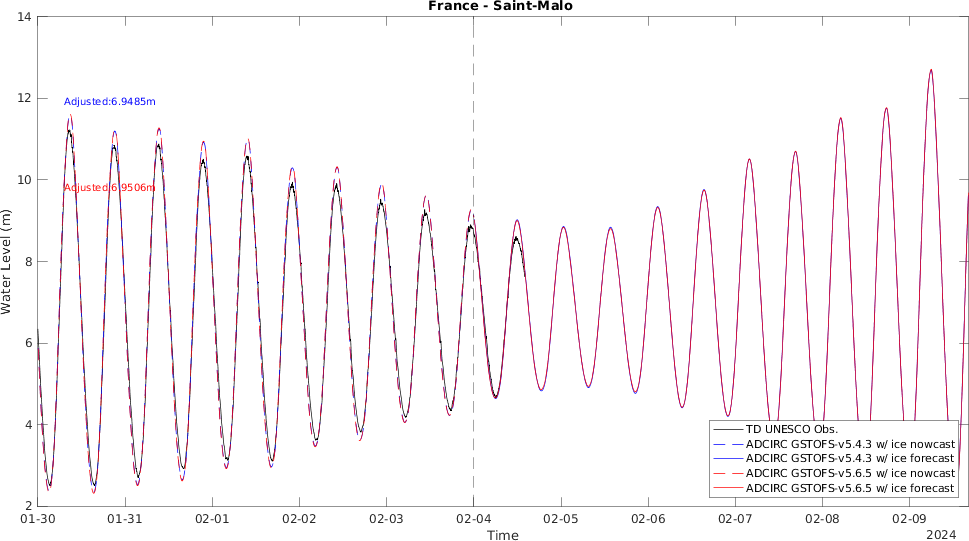 France - Saint-Malo
Water Level (m)
14
12
10
8
6
4
2
Adjusted:6.9485m
Adjusted:6.9506m
TD UNESCO Obs.
ADCIRC GSTOFS-v5.4.3 w/ ice nowcast
ADCIRC GSTOFS-v5.4.3 w/ ice forecast
ADCIRC GSTOFS-v5.6.5 w/ ice nowcast
ADCIRC GSTOFS-v5.6.5 w/ ice forecast
01-30 01-31 02-01 02-02 02-03 02-04 02-05 02-06 02-07 02-08 02-09
Time
2024